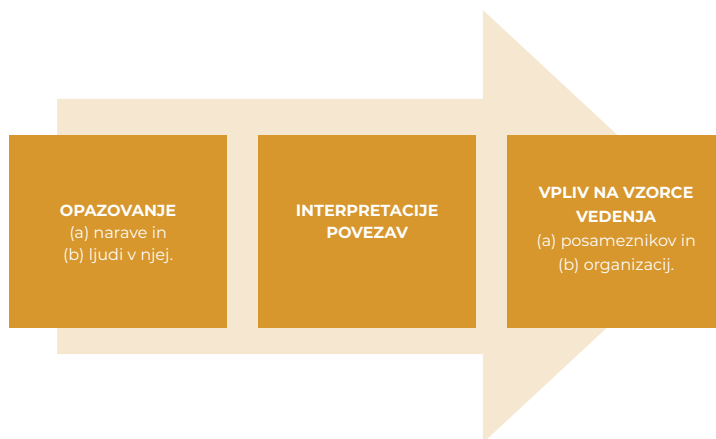 OPAZOVANJE
(a) narave in
(b) ljudi v njej.
INTERPRETACIJE
POVEZAV
VPLIV NA VZORCE
VEDENJA
(a) posameznikov in
(b) organizacij.